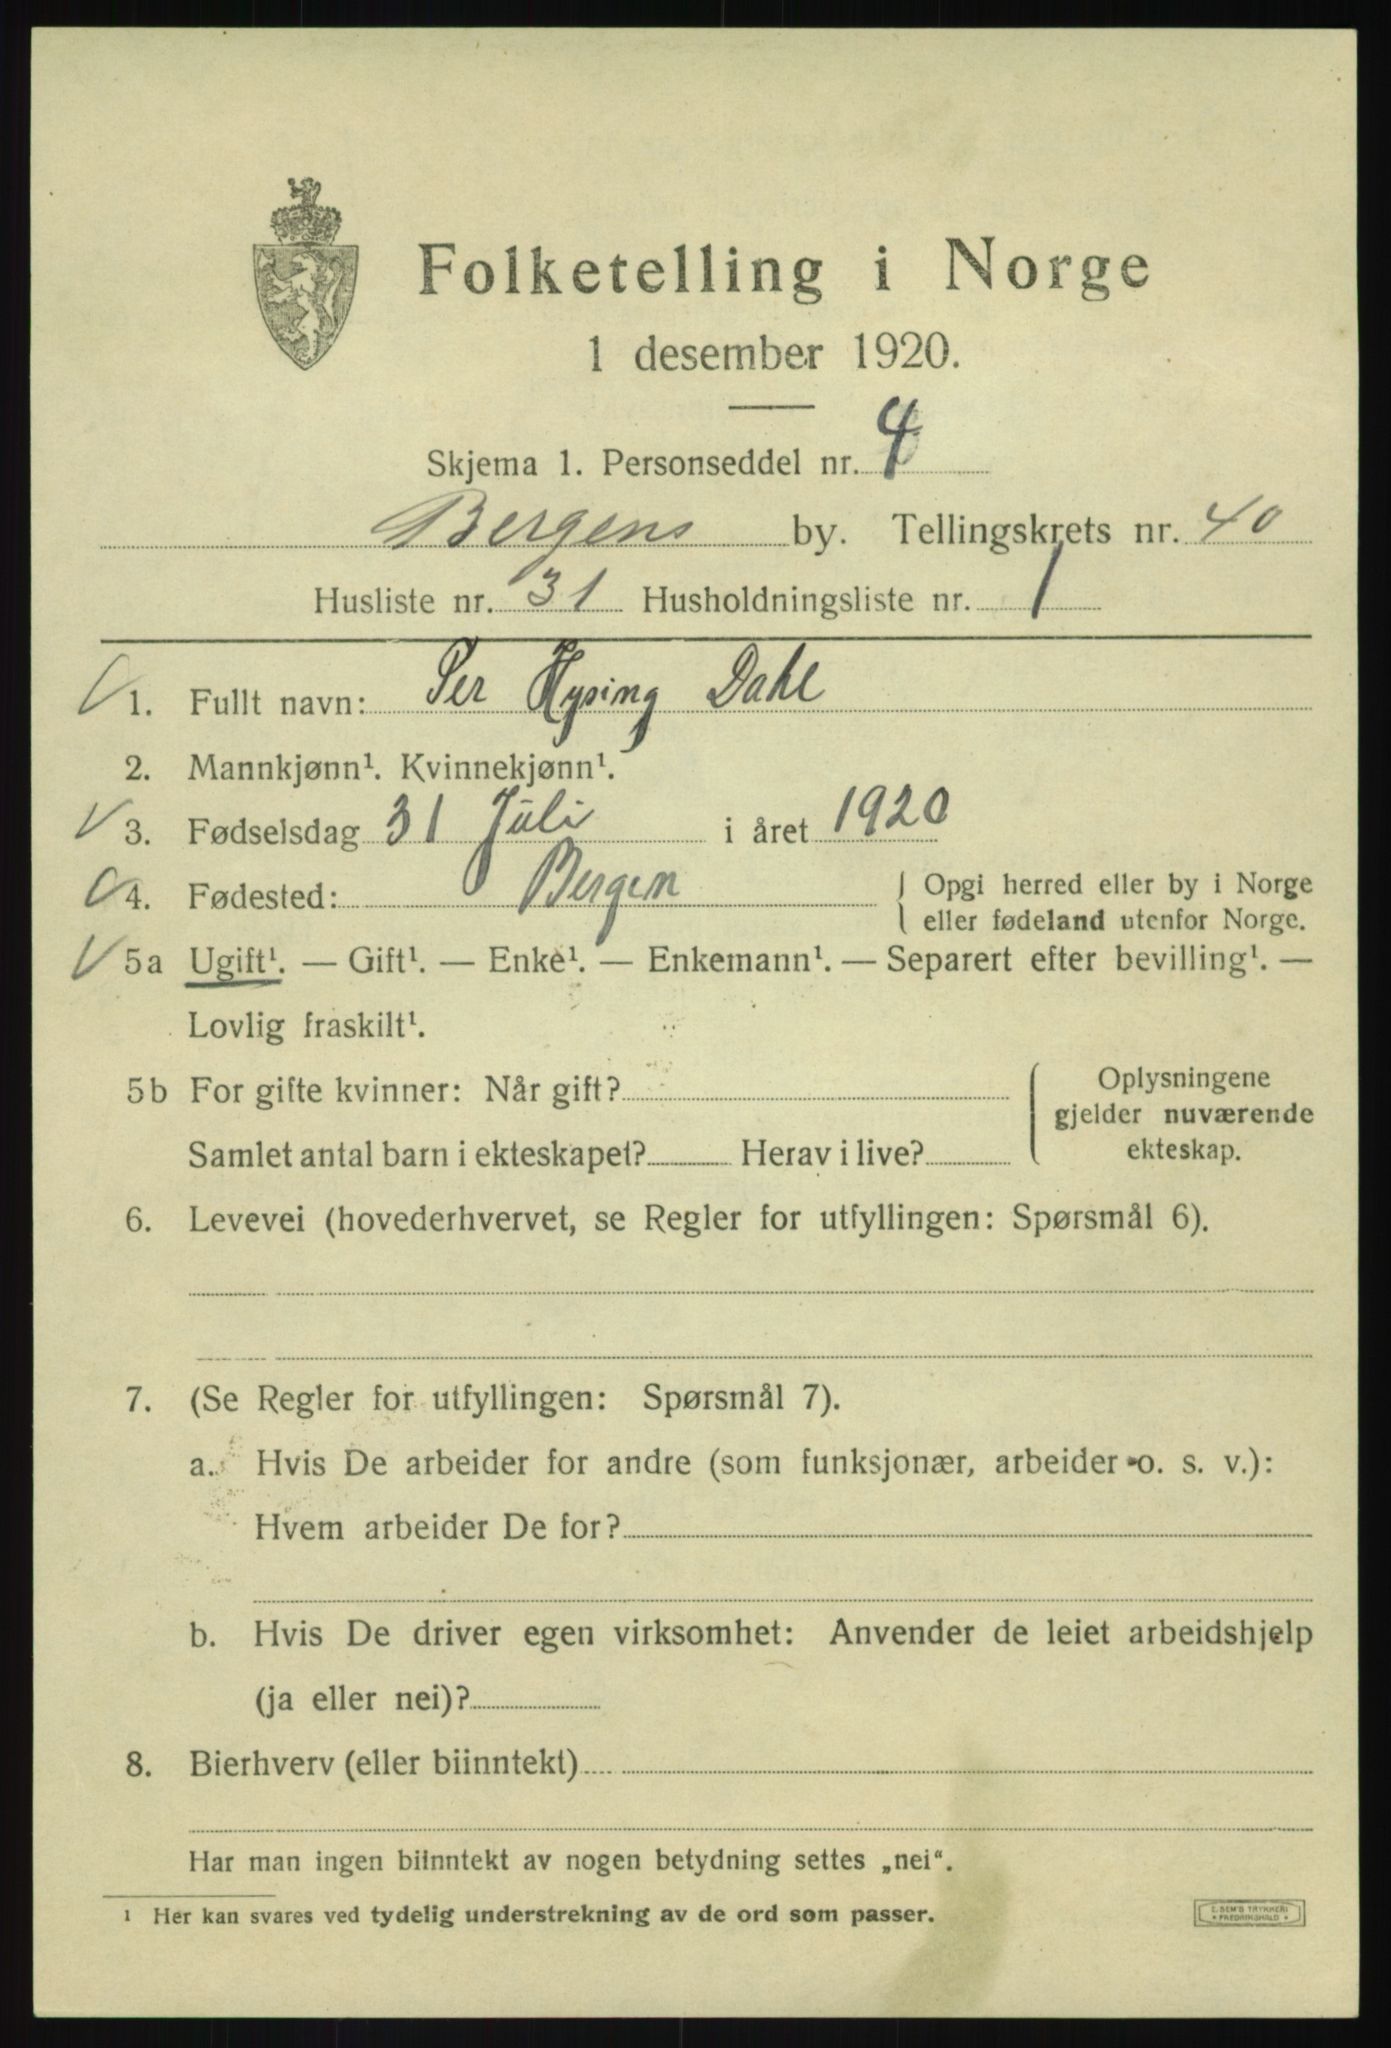 Folketelling i Norge
1 desember 1920.
Skjema 1. Personseddel nr. 4
Bergens by. Tellingskrets nr. 40
Husliste nr. 31 Husholdningsliste nr. 1
1. Fullt navn: Per Hysing Dahl
2. Mannkjønn¹. Kvinnekjønn¹.
3. Fødselsdag 31 Juli i året 1920
4. Fødested: Bergen { Opgi herred eller by i Norge
eller fødeland utenfor Norge.
5a Ugift¹. — Gift¹. — Enke¹. — Enkemann¹. — Separert efter bevilling¹. —
Lovlig fraskilt¹.
5b For gifte kvinner: Når gift?
Samlet antal barn i ekteskapet? Herav i live?
{ Oplysningene
gjelder nuværende
ekteskap.
6. Levevei (hovederhvervet, se Regler for utfyllingen: Spørsmål 6).
7. (Se Regler for utfyllingen: Spørsmål 7).
a. Hvis De arbeider for andre (som funksjonær, arbeider o. s. v.):
Hvem arbeider De for?
b. Hvis De driver egen virksomhet: Anvender de leiet arbeidshjelp
(ja eller nei)?
8. Bierhverv (eller biinntekt)
Har man ingen biinntekt av nogen betydning settes „nei“.
¹ Her kan svares ved tydelig understrekning av de ord som passer.
E. SEM'S TRYKKERI
• FREDRIKSHALD •